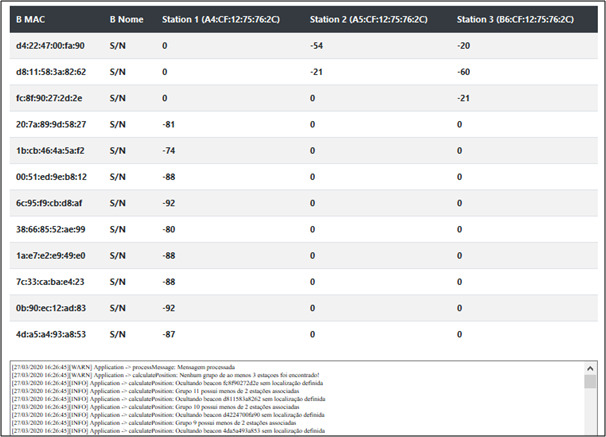 B MAC B Nome Station 1 (A4:CF:12:75:76:2C) Station 2 (A5:CF:12:75:76:2C) Station 3 (B6:CF:12:75:76:2C)
d4:22:47:00:fa:90 S/N 0 -54 -20
d8:11:58:3a:82:62 S/N 0 -21 -60
fc:8f:90:27:2d:2e S/N 0 0 -21
20:7a:89:9d:58:27 S/N -81 0 0
1b:cb:46:4a:5a:f2 S/N -74 0 0
00:51:ed:9e:b8:12 S/N -88 0 0
6c:95:f9:cb:d8:af S/N -92 0 0
38:66:85:52:ae:99 S/N -80 0 0
1a:e7:e2:e9:49:e0 S/N -88 0 0
7c:33:ca:ba:e4:23 S/N -88 0 0
0b:90:ec:12:ad:83 S/N -92 0 0
4d:a5:a4:93:a8:53 S/N -87 0 0
[27/03/2020 16:26:45][WARN] Application -> processMessage: Mensagem processada
[27/03/2020 16:26:45][WARN] Application -> calculatePosition: Nenhum grupo de ao menos 3 estaçoes foi encontrado!
[27/03/2020 16:26:45][INFO] Application -> calculatePosition: Ocultando beacon fc8f90272d2e sem localização definida
[27/03/2020 16:26:45][INFO] Application -> calculatePosition: Grupo 11 possui menos de 2 estações associadas
[27/03/2020 16:26:45][INFO] Application -> calculatePosition: Ocultando beacon d811583a8262 sem localização definida
[27/03/2020 16:26:45][INFO] Application -> calculatePosition: Grupo 10 possui menos de 2 estações associadas
[27/03/2020 16:26:45][INFO] Application -> calculatePosition: Ocultando beacon d4224700fa90 sem localização definida
[27/03/2020 16:26:45][INFO] Application -> calculatePosition: Grupo 9 possui menos de 2 estações associadas
[27/03/2020 16:26:45][INFO] Application -> calculatePosition: Ocultando beacon 4da5a493a853 sem localização definida